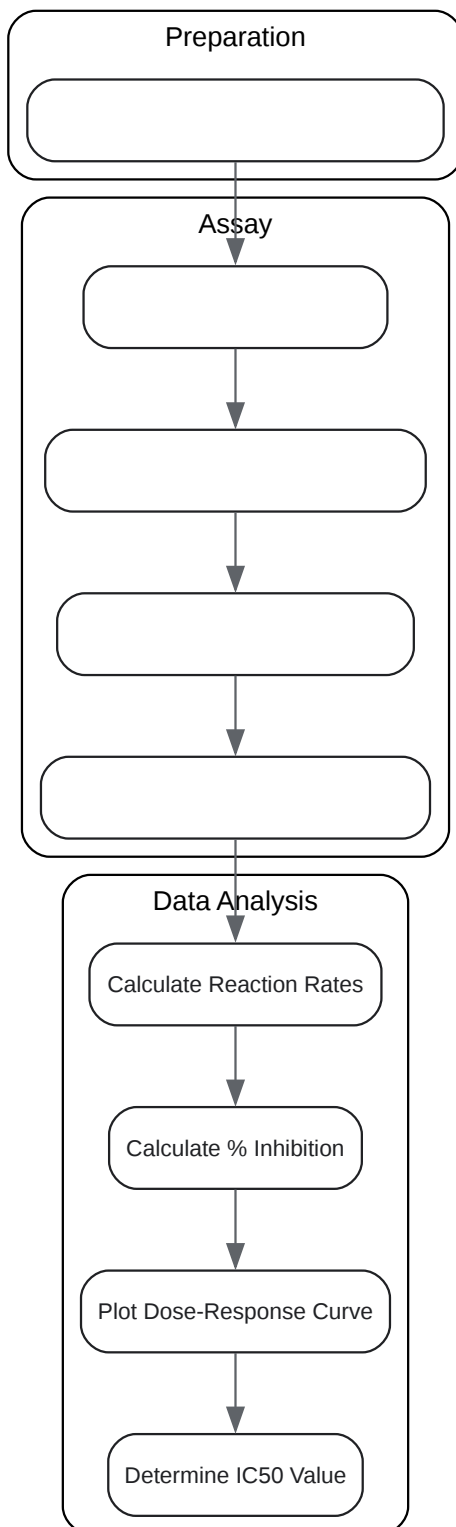 Preparation
Assay
Data Analysis
Calculate Reaction Rates
Calculate % Inhibition
Plot Dose-Response Curve
Determine IC50 Value